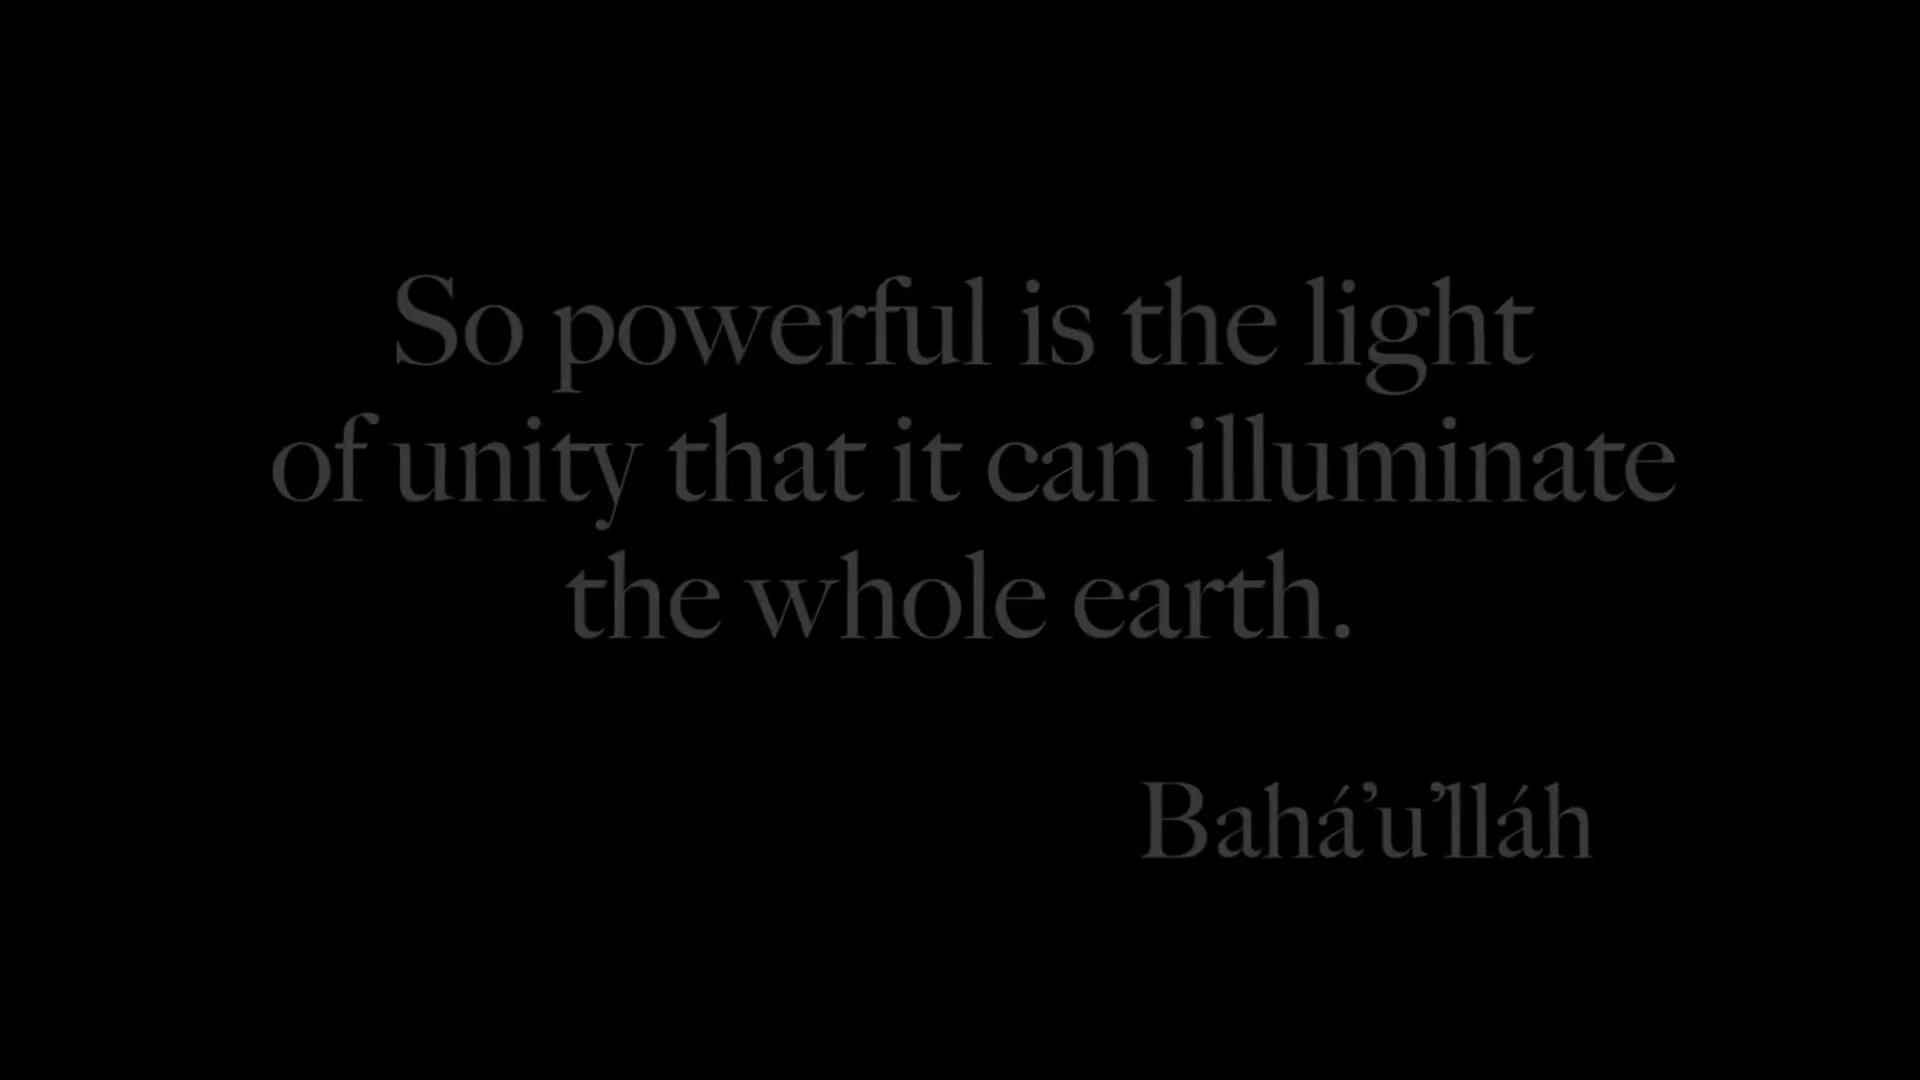 So powerful is the light
of unity that it can illuminate
the whole earth.
Bahá’u’lláh